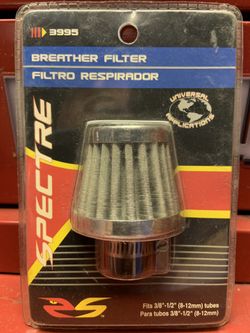 3995
BREATHER FILTER
FILTRO RESPIRADOR
UNIVERSAL
APPLICATIONS
SPECTRE
Fits 3/8"-1/2" (8-12mm) tubes
Para tubes 3/8"-1/2" (8-12mm)